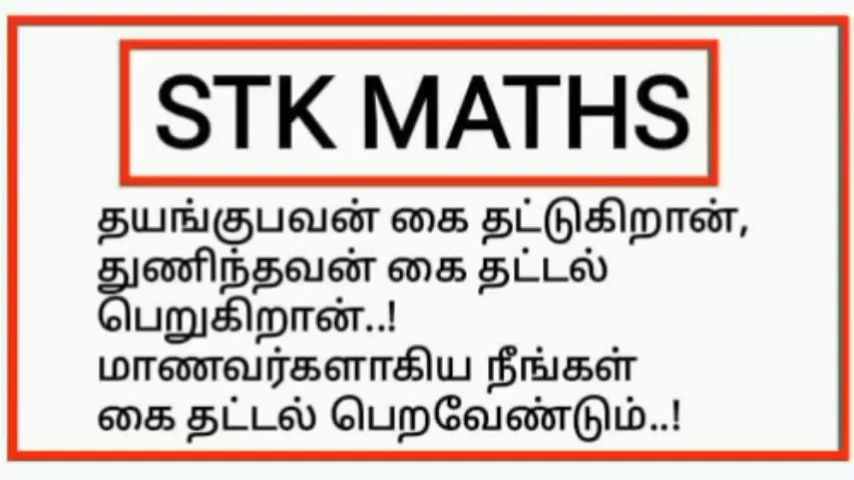 STK MATHS
தயங்குபவன் கை தட்டுகிறான்,
துணிந்தவன் கை தட்டல்
பெறுகிறான்..!
மாணவர்களாகிய நீங்கள்
கை தட்டல் பெறவேண்டும்..!